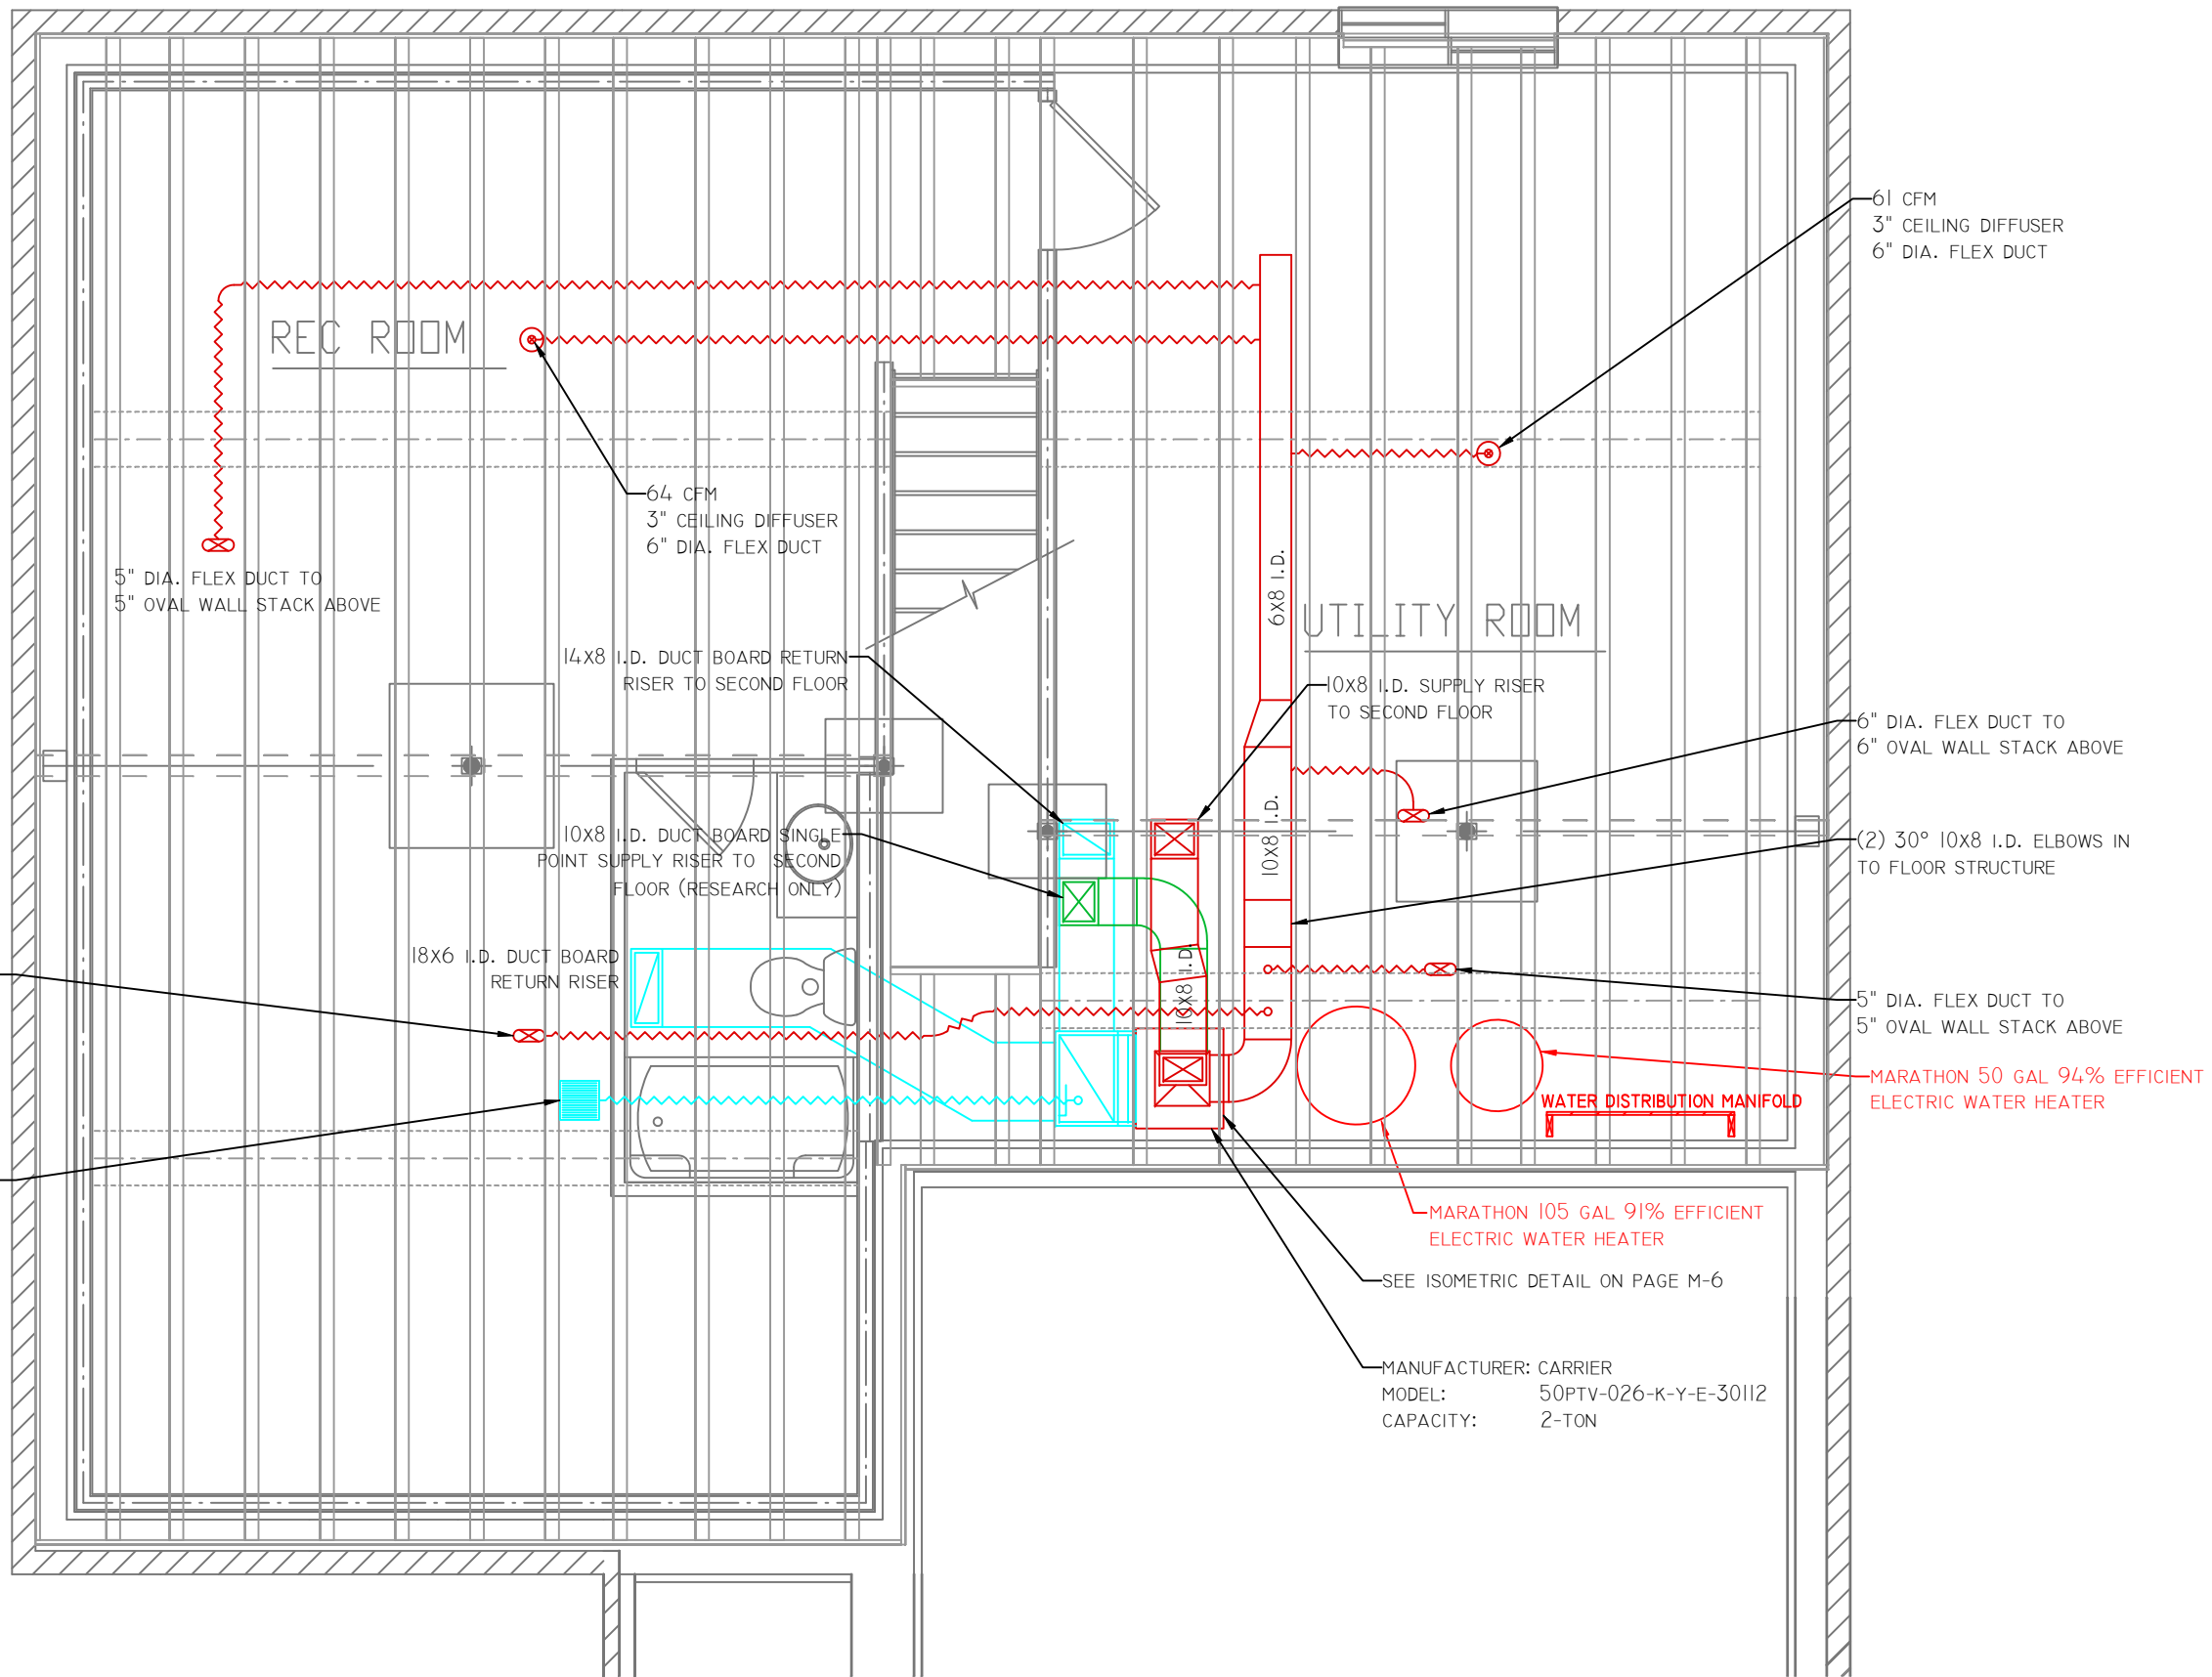 61 CFM
3" CEILING DIFFUSER
6" DIA. FLEX DUCT
REC ROOM
64 CFM
3" CEILING DIFFUSER
6" DIA. FLEX DUCT
5" DIA. FLEX DUCT TO
5" OVAL WALL STACK ABOVE
6X8 I.D.
UTILITY ROOM
14X8 I.D. DUCT BOARD RETURN
RISER TO SECOND FLOOR
10X8 I.D. SUPPLY RISER
TO SECOND FLOOR
6" DIA. FLEX DUCT TO
6" OVAL WALL STACK ABOVE
10X8 I.D.
10X8 I.D. DUCT BOARD SINGLE
POINT SUPPLY RISER TO SECOND
FLOOR (RESEARCH ONLY)
(2) 30° 10X8 I.D. ELBOWS IN
TO FLOOR STRUCTURE
18X6 I.D. DUCT BOARD
RETURN RISER
10X8 I.D.
5" DIA. FLEX DUCT TO
5" OVAL WALL STACK ABOVE
MARATHON 50 GAL 94% EFFICIENT
ELECTRIC WATER HEATER
WATER DISTRIBUTION MANIFOLD
MARATHON 105 GAL 91% EFFICIENT
ELECTRIC WATER HEATER
SEE ISOMETRIC DETAIL ON PAGE M-6
MANUFACTURER: CARRIER
MODEL: 50PTV-026-K-Y-E-30112
CAPACITY: 2-TON